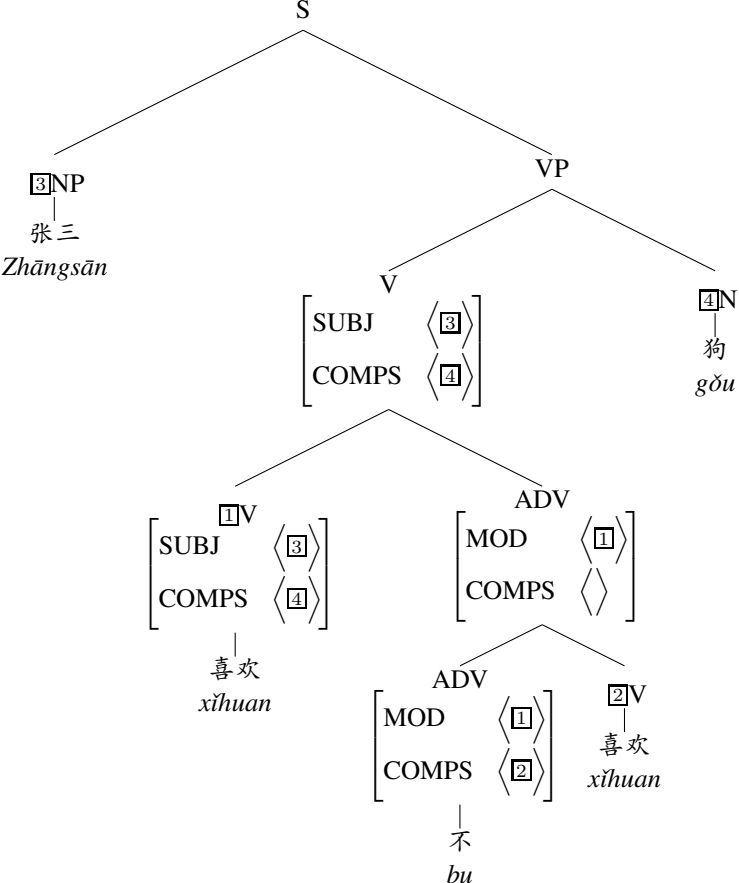 S
3NP
VP
张三
Zhāngsān
V
SUBJ ⟨3⟩
COMPS ⟨4⟩
4N
狗
gǒu
1V
SUBJ ⟨3⟩
COMPS ⟨4⟩
ADV
MOD ⟨1⟩
COMPS ⟨⟩
喜欢
xǐhuan
ADV
MOD ⟨1⟩
COMPS ⟨2⟩
2V
喜欢
xǐhuan
不
bu